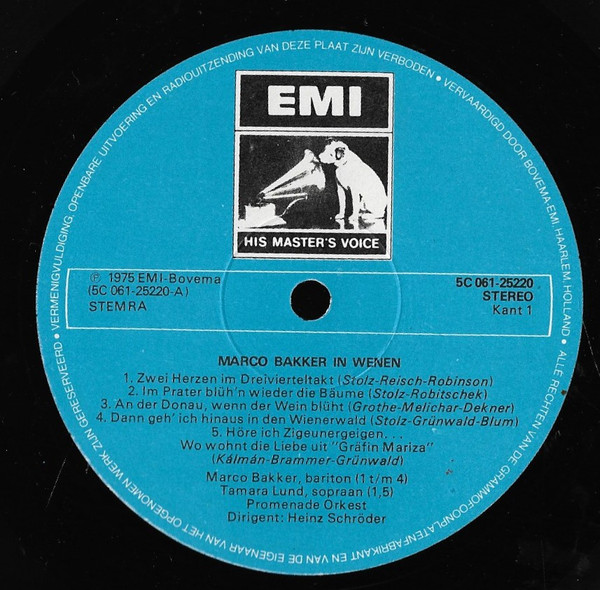 VERMENIGVULDIGING, OPENBARE UITVOERING EN RADIOUITZENDING VAN DEZE PLAAT ZIJN VERBODEN • VERVAARDIGD DOOR BOVEMA-EMI, HAARLEM, HOLLAND • ALLE RECHTEN VAN DE GRAMMOFOONPLATENFABRIKANT EN VAN DE EIGENAAR VAN HET OPGENOMEN WERK ZIJN GERESERVEERD •
EMI
HIS MASTER'S VOICE
℗ 1975 EMI-Bovema
(5C 061-25220-A)
STEMRA
5C 061-25220
STEREO
Kant 1
MARCO BAKKER IN WENEN
1. Zwei Herzen im Dreivierteltakt (Stolz-Reisch-Robinson)
2. Im Prater blüh'n wieder die Bäume (Stolz-Robitschek)
3. An der Donau, wenn der Wein blüht (Grothe-Melichar-Dekner)
4. Dann geh' ich hinaus in den Wienerwald (Stolz-Grünwald-Blum)
5. Höre ich Zigeunergeigen...
Wo wohnt die Liebe uit "Gräfin Mariza"
(Kálmán-Brammer-Grünwald)
Marco Bakker, bariton (1 t/m 4)
Tamara Lund, sopraan (1,5)
Promenade Orkest
Dirigent: Heinz Schröder